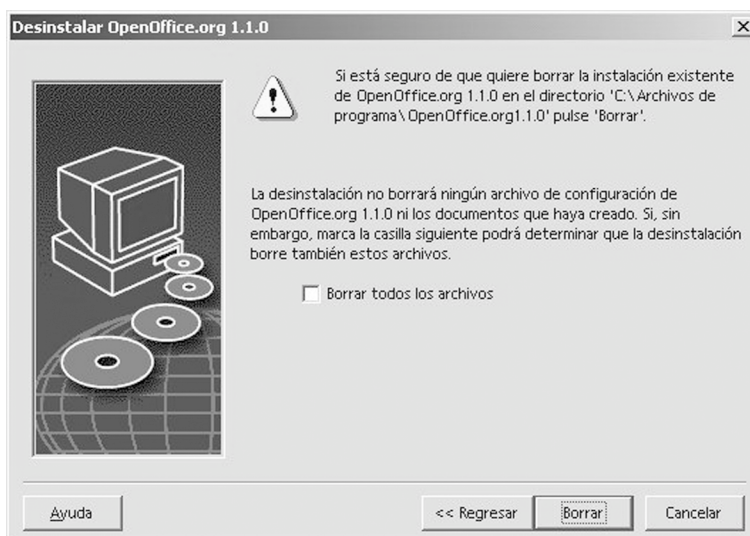 Desinstalar OpenOffice.org 1.1.0
Si está seguro de que quiere borrar la instalación existente
de OpenOffice.org 1.1.0 en el directorio 'C:\Archivos de
programa\OpenOffice.org1.1.0' pulse 'Borrar'.
La desinstalación no borrará ningún archivo de configuración de
OpenOffice.org 1.1.0 ni los documentos que haya creado. Si, sin
embargo, marca la casilla siguiente podrá determinar que la desinstalación
borre también estos archivos.
Borrar todos los archivos
Ayuda
<< Regresar
Borrar
Cancelar